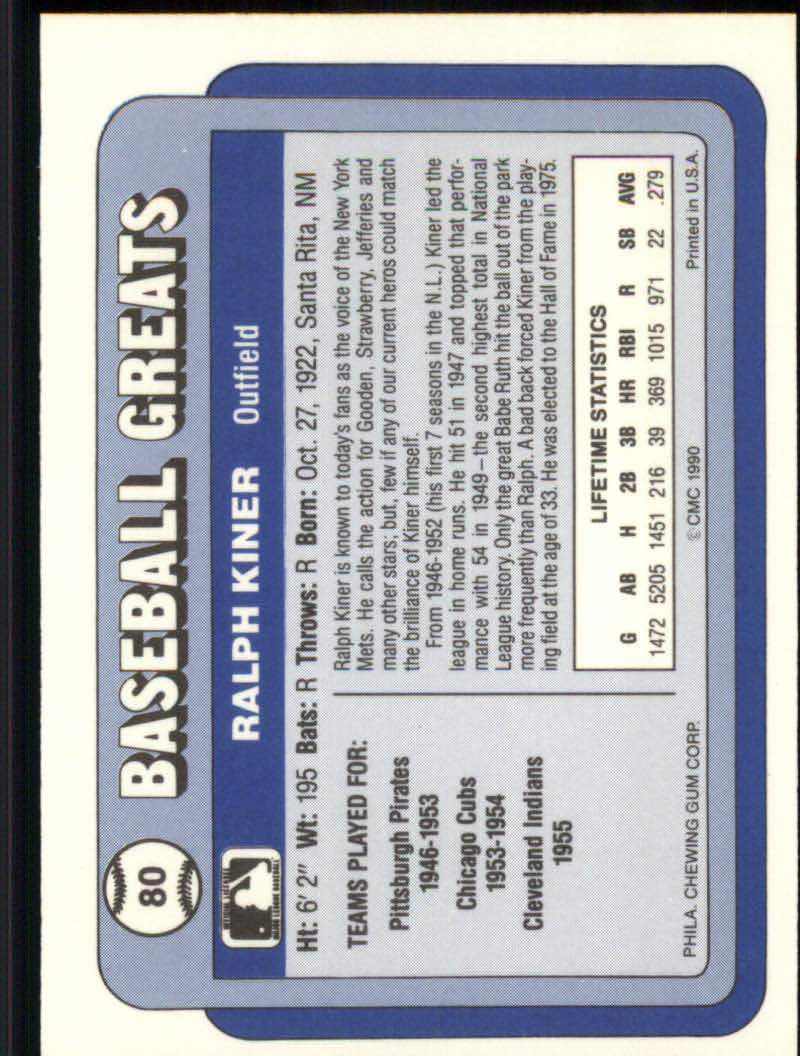 80
BASEBALL GREATS
RALPH KINER Outfield
Ht: 6' 2" Wt: 195 Bats: R Throws: R Born: Oct. 27, 1922, Santa Rita, NM
TEAMS PLAYED FOR:
Pittsburgh Pirates
1946-1953
Chicago Cubs
1953-1954
Cleveland Indians
1955
Ralph Kiner is known to today's fans as the voice of the New York
Mets. He calls the action for Gooden, Strawberry, Jefferies and
many other stars; but, few if any of our current heros could match
the brilliance of Kiner himself.
From 1946-1952 (his first 7 seasons in the N.L.) Kiner led the
league in home runs. He hit 51 in 1947 and topped that perfor-
mance with 54 in 1949–the second highest total in National
League history. Only the great Babe Ruth hit the ball out of the park
more frequently than Ralph. A bad back forced Kiner from the play-
ing field at the age of 33. He was elected to the Hall of Fame in 1975.
LIFETIME STATISTICS
G AB H 2B 3B HR RBI R SB AVG
1472 5205 1451 216 39 369 1015 971 22 .279
PHILA. CHEWING GUM CORP. © CMC 1990 Printed in U.S.A.